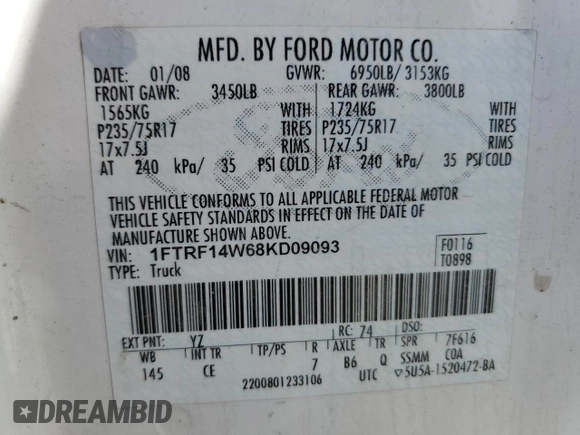 MFD. BY FORD MOTOR CO.
DATE: 01/08 GVWR: 6950LB/ 3153KG
FRONT GAWR: 3450LB REAR GAWR: 3800LB
1565KG WITH 1724KG WITH
P235/75R17 TIRES P235/75R17 TIRES
17x7.5J RIMS 17x7.5J RIMS
AT 240 kPa/ 35 PSI COLD AT 240 kPa/ 35 PSI COLD
THIS VEHICLE CONFORMS TO ALL APPLICABLE FEDERAL MOTOR
VEHICLE SAFETY STANDARDS IN EFFECT ON THE DATE OF
MANUFACTURE SHOWN ABOVE.
VIN: 1FTRF14W68KD09093 F0116
TYPE: Truck T0898
EXT PNT: YZ RC: 74 DSO:
WB INT TR TP/PS R AXLE TR SPR 7F616
145 CE 7 B6 Q SSMM COA
2200801233106 UTC ▽5U5A-1520472-BA
DREAMBID